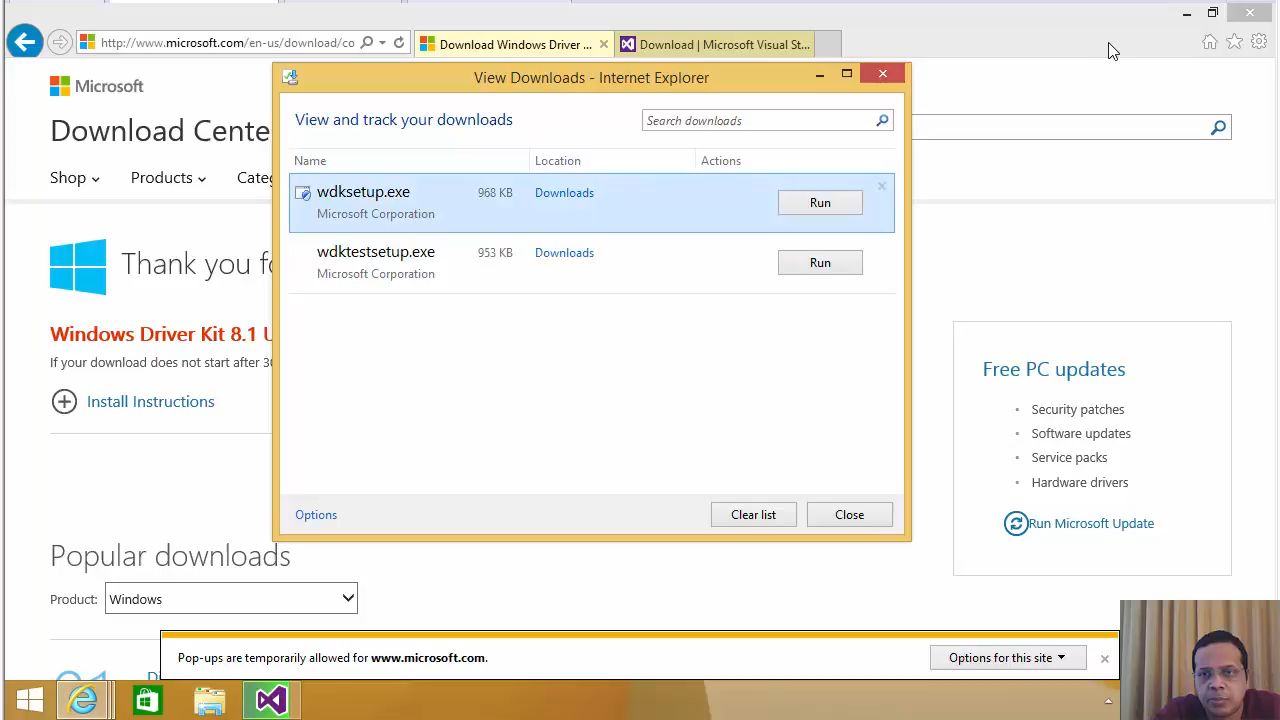 http://www.microsoft.com/en-us/download/co
Download Windows Driver ...
Download | Microsoft Visual St...
Microsoft
View Downloads - Internet Explorer
View and track your downloads
Search downloads
Download Cente
Name
Location
Actions
Shop
Products
Categ
wdksetup.exe
968 KB
Downloads
Run
Microsoft Corporation
wdktestsetup.exe
953 KB
Downloads
Run
Microsoft Corporation
Thank you fo
Windows Driver Kit 8.1 U
If your download does not start after 30
Install Instructions
Free PC updates
Security patches
Software updates
Service packs
Hardware drivers
Run Microsoft Update
Options
Clear list
Close
Popular downloads
Product:
Windows
Pop-ups are temporarily allowed for www.microsoft.com.
Options for this site